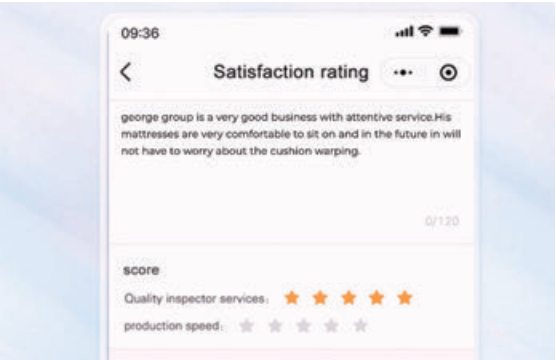 09:36
Satisfaction rating
george group is a very good business with attentive service.His
mattresses are very comfortable to sit on and in the future in will
not have to worry about the cushion warping.
0/120
score
Quality inspector services:
production speed: